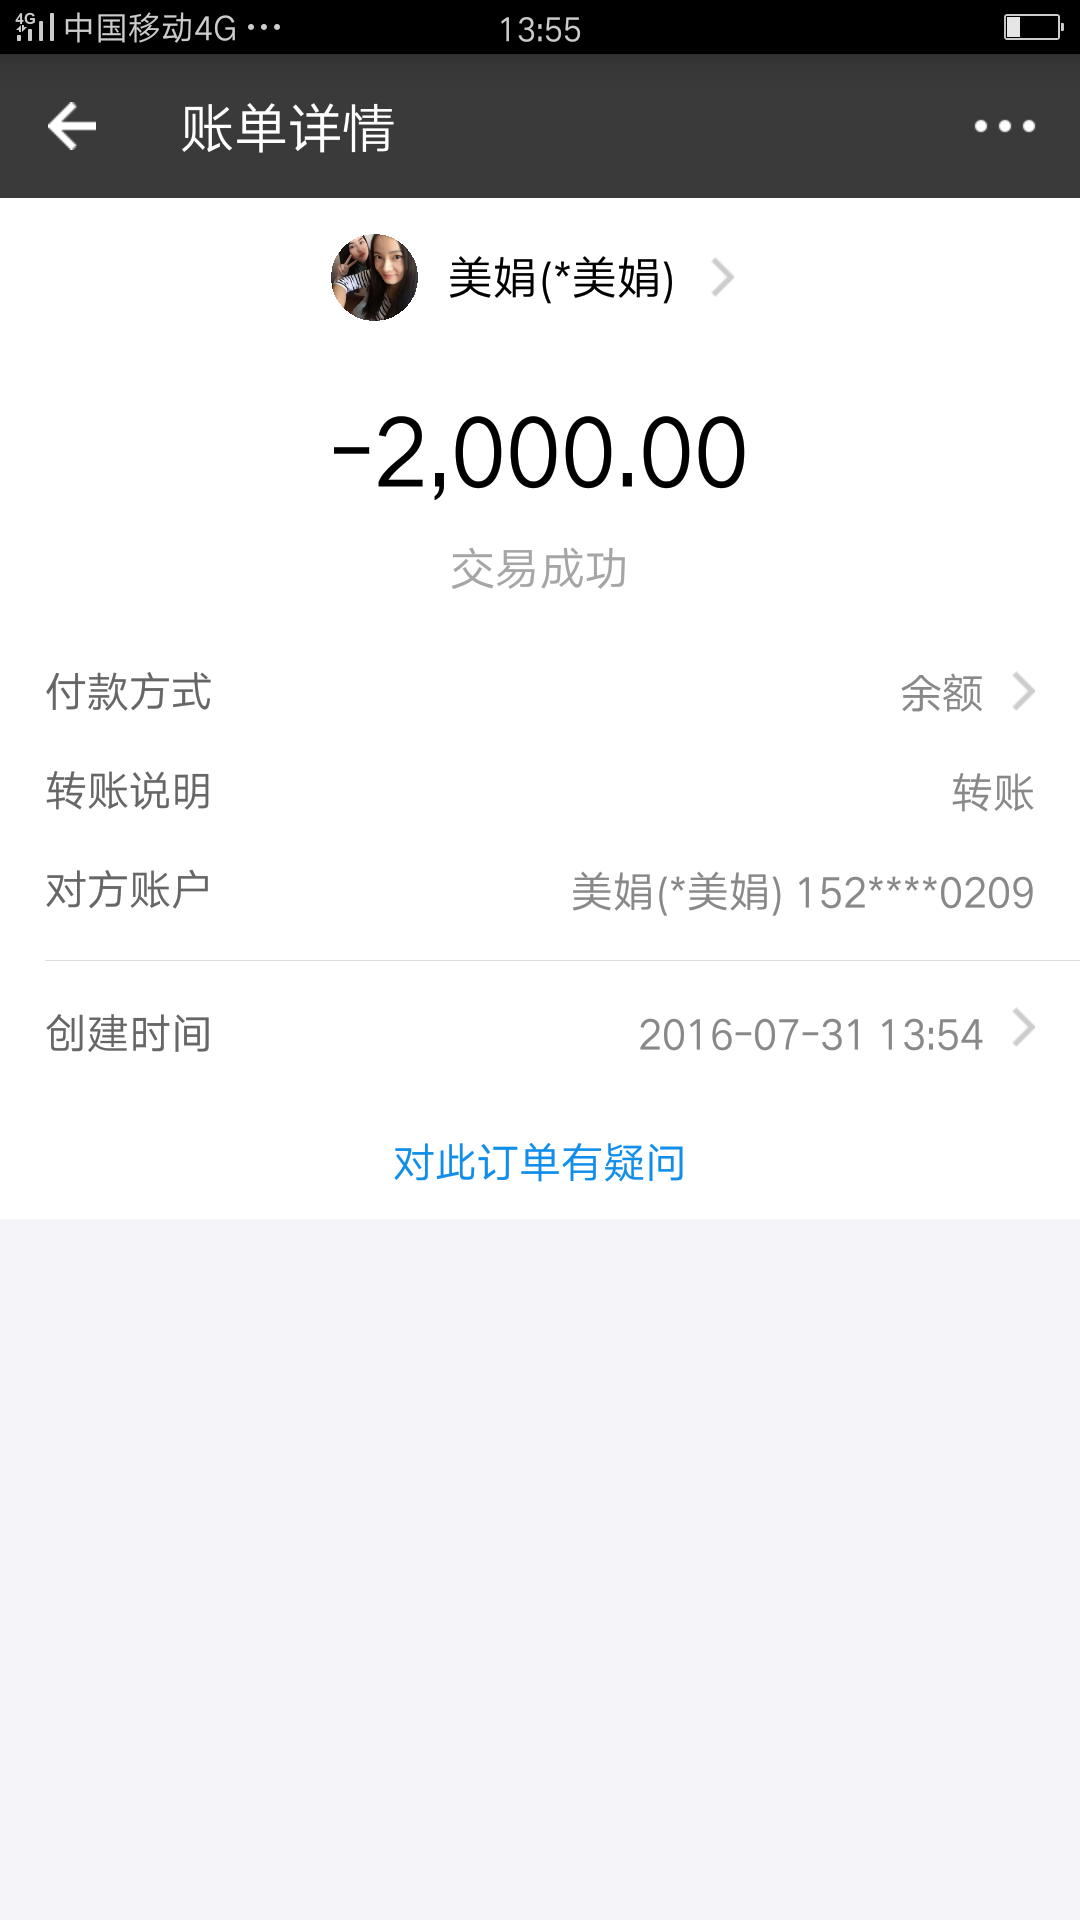 4G 中国移动4G ··· 13:55
账单详情
美娟(*美娟)
-2,000.00
交易成功
付款方式 余额
转账说明 转账
对方账户 美娟(*美娟) 152****0209
创建时间 2016-07-31 13:54
对此订单有疑问